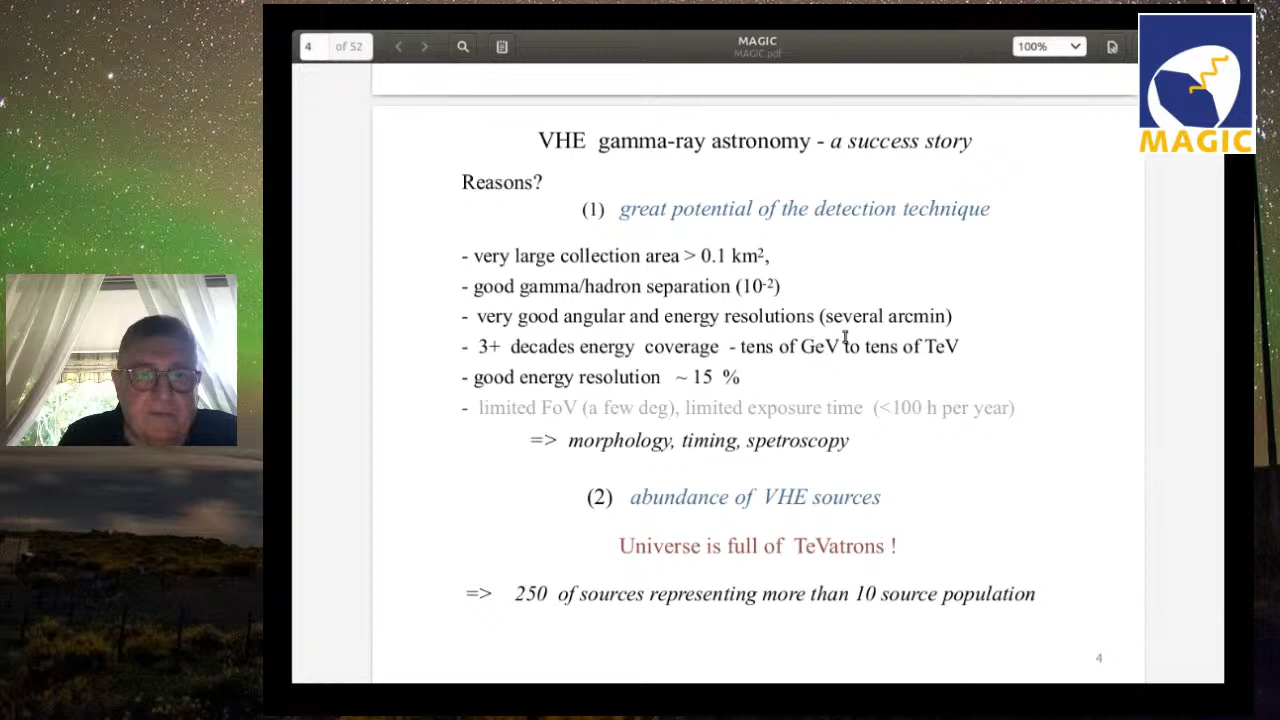 4 of 52
MAGIC
MAGIC.pdf
100%
MAGIC
VHE gamma-ray astronomy - a success story
Reasons?
(1) great potential of the detection technique
- very large collection area > 0.1 km²,
- good gamma/hadron separation (10⁻²)
- very good angular and energy resolutions (several arcmin)
- 3+ decades energy coverage - tens of GeV to tens of TeV
- good energy resolution ~ 15 %
- limited FoV (a few deg), limited exposure time (<100 h per year)
=> morphology, timing, spetroscopy
(2) abundance of VHE sources
Universe is full of TeVatrons !
=> 250 of sources representing more than 10 source population
4